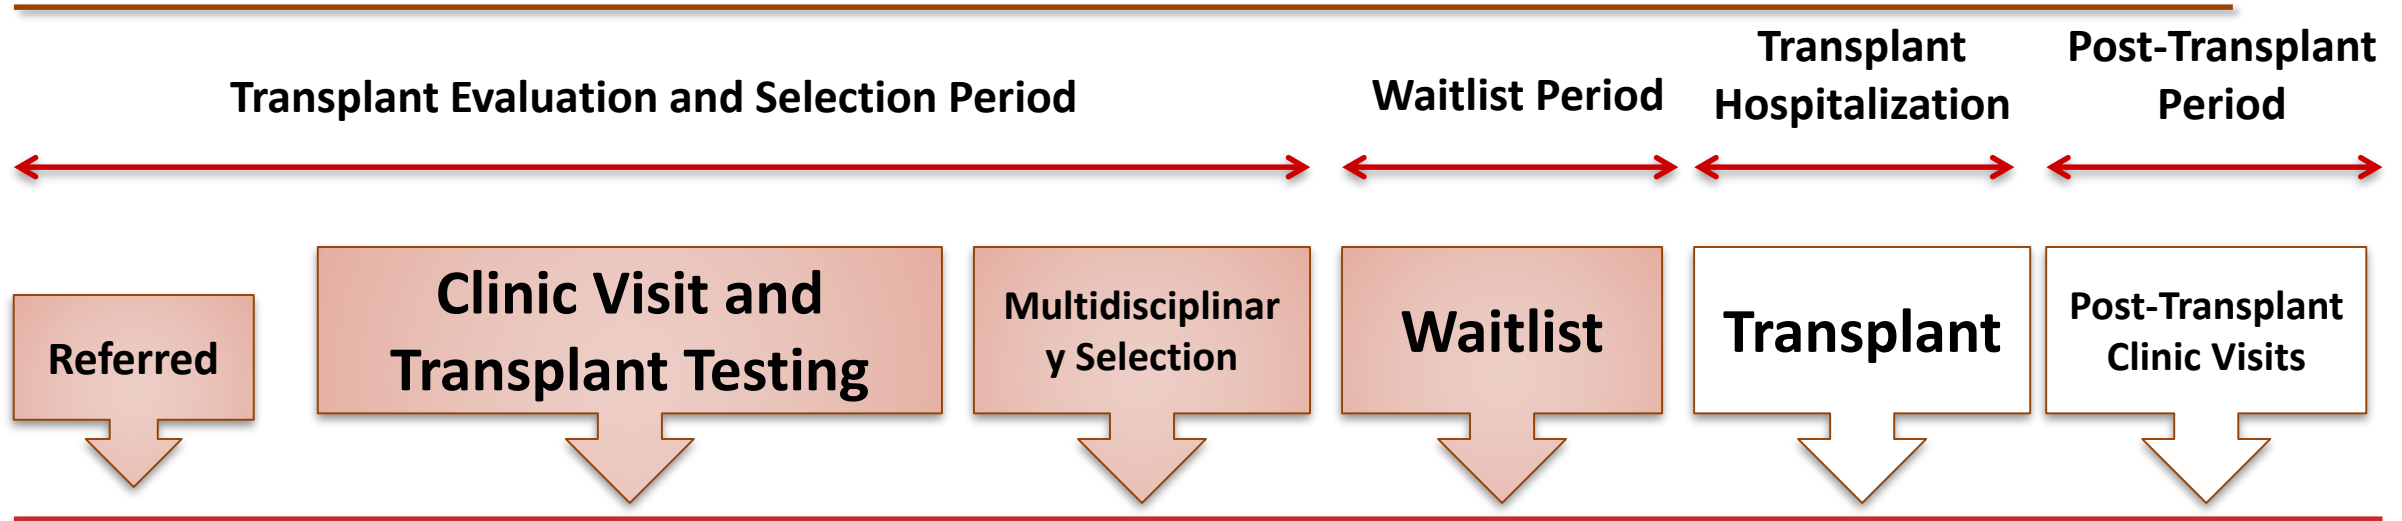 Transplant Evaluation and Selection Period
Waitlist Period
Transplant
Hospitalization
Post-Transplant
Period
Referred
Clinic Visit and
Transplant Testing
Multidisciplinar
y Selection
Waitlist
Transplant
Post-Transplant
Clinic Visits